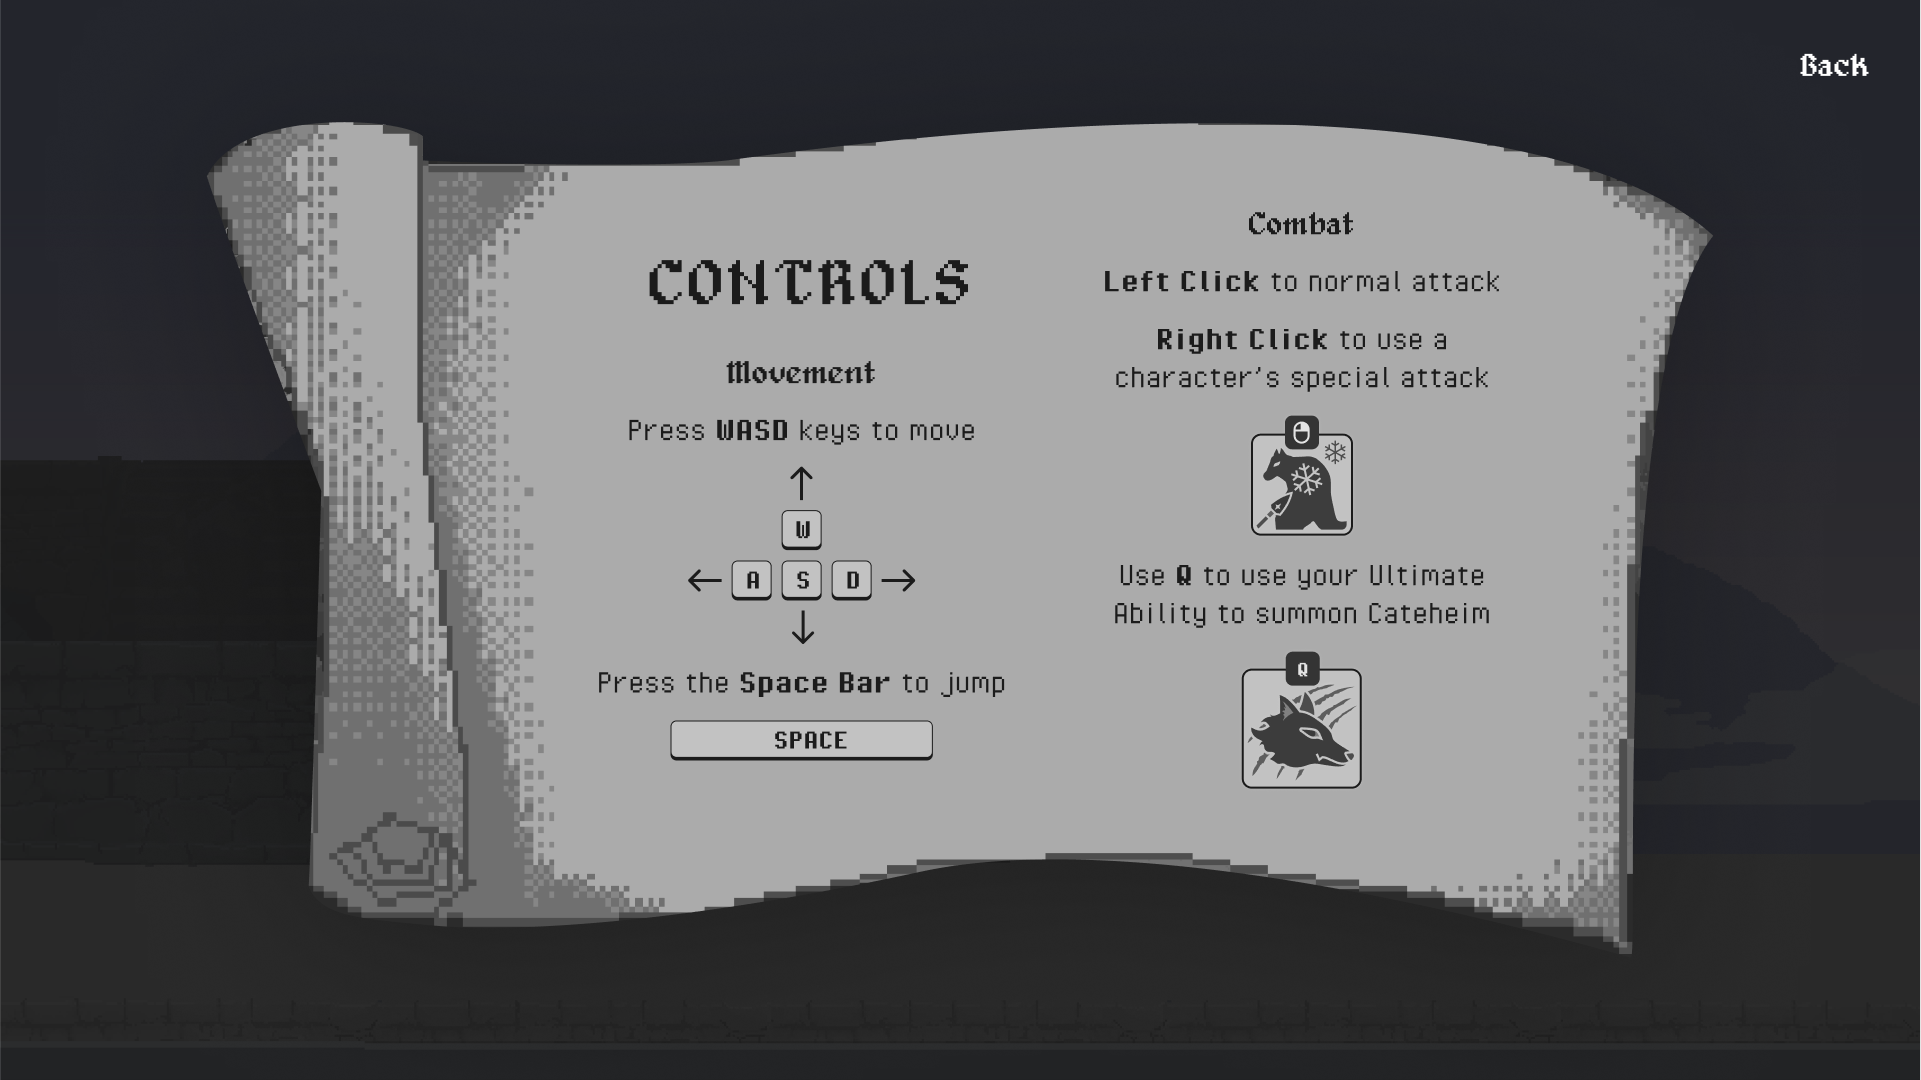 Back
CONTROLS
Movement
Press WASD keys to move
W
A S D
Press the Space Bar to jump
SPACE
Combat
Left Click to normal attack
Right Click to use a
character's special attack
Use Q to use your Ultimate
Ability to summon Cateheim
Q